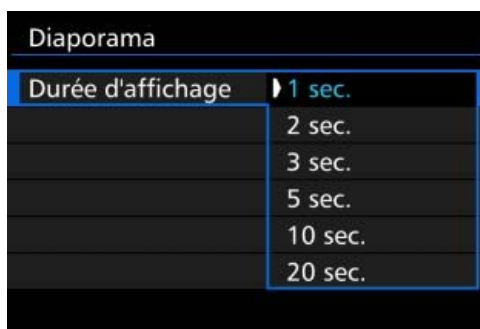 Diaporama
Durée d'affichage 1 sec.
2 sec.
3 sec.
5 sec.
10 sec.
20 sec.